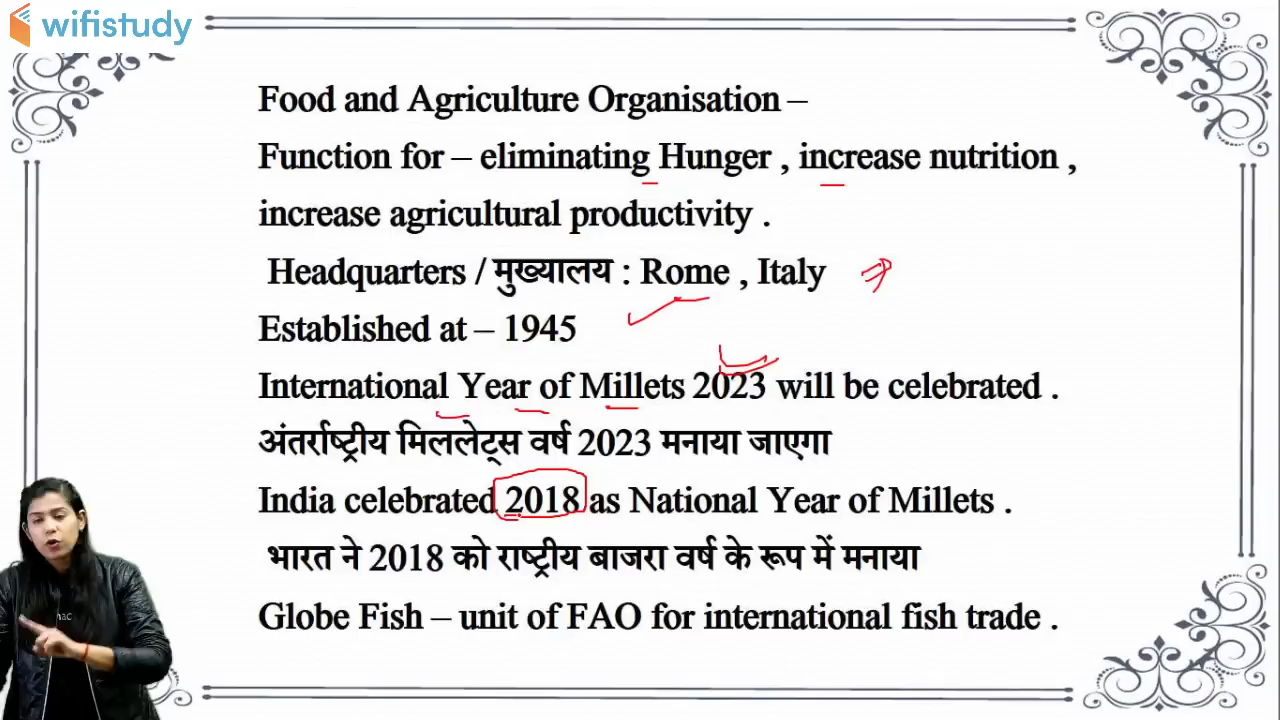 wifistudy
Food and Agriculture Organisation –
Function for – eliminating Hunger , increase nutrition ,
increase agricultural productivity .
Headquarters / मुख्यालय : Rome , Italy
Established at – 1945
International Year of Millets 2023 will be celebrated .
अंतर्राष्ट्रीय मिललेट्स वर्ष 2023 मनाया जाएगा
India celebrated 2018 as National Year of Millets .
भारत ने 2018 को राष्ट्रीय बाजरा वर्ष के रूप में मनाया
Globe Fish – unit of FAO for international fish trade .